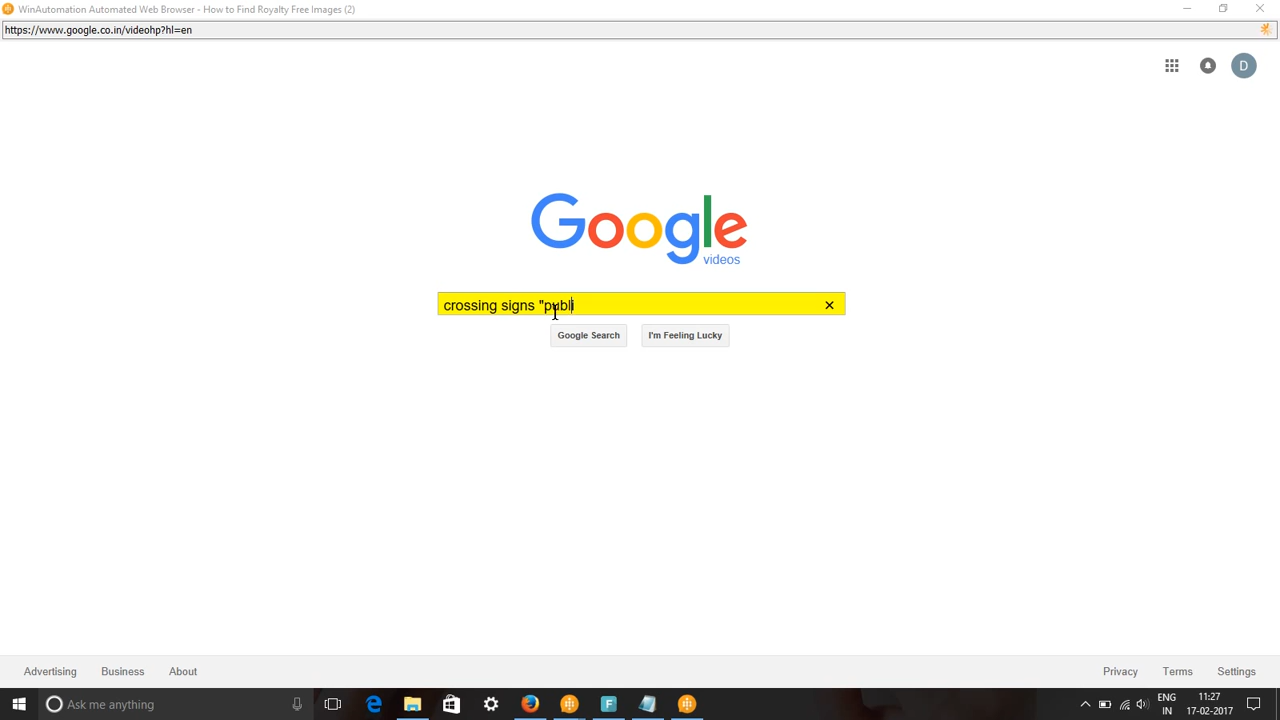 WinAutomation Automated Web Browser - How to Find Royalty Free Images (2)
https://www.google.co.in/videohp?hl=en
D
Google
videos
crossing signs "publi
Google Search
I'm Feeling Lucky
Advertising
Business
About
Privacy
Terms
Settings
Ask me anything
F
ENG
IN
11:27
17-02-2017